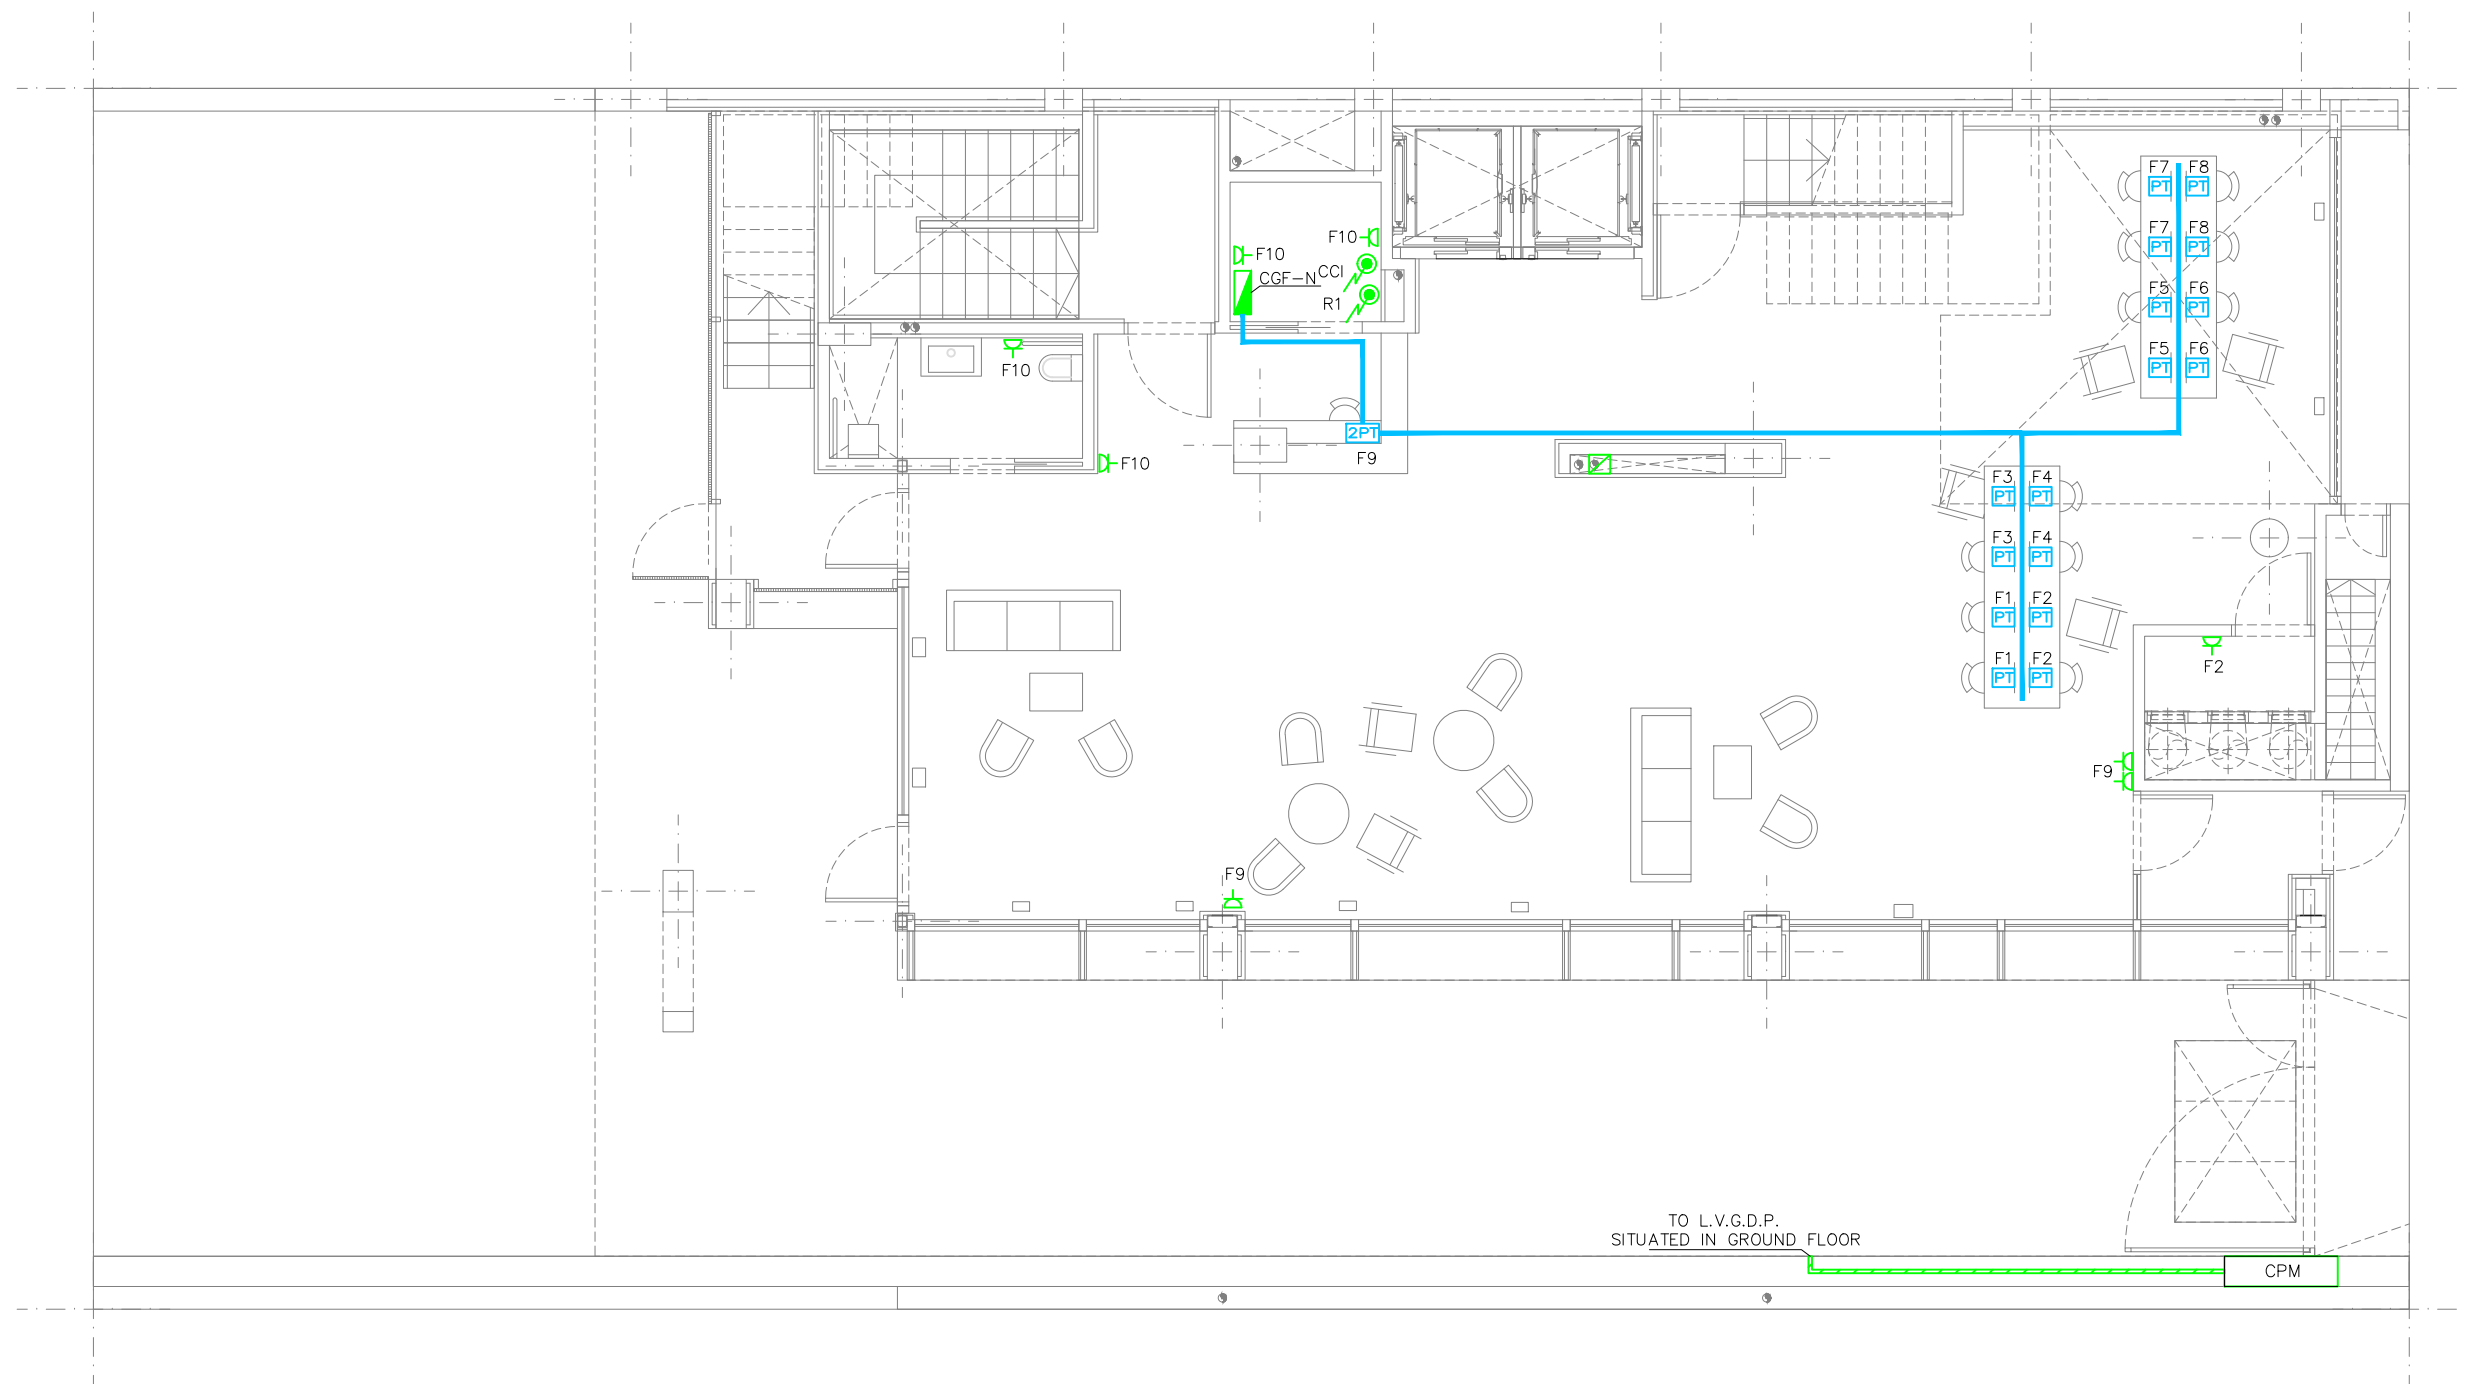 F7 F8
PT PT
F7 F8
PT PT
F10
F10
CCI
CGF-N
R1
F5 F6
PT PT
F5 F6
PT PT
F10
2PT
F9
F10
F3 F4
PT PT
F3 F4
PT PT
F1 F2
PT PT
F1 F2
PT PT
F2
F9
F9
TO L.V.G.D.P.
SITUATED IN GROUND FLOOR
CPM